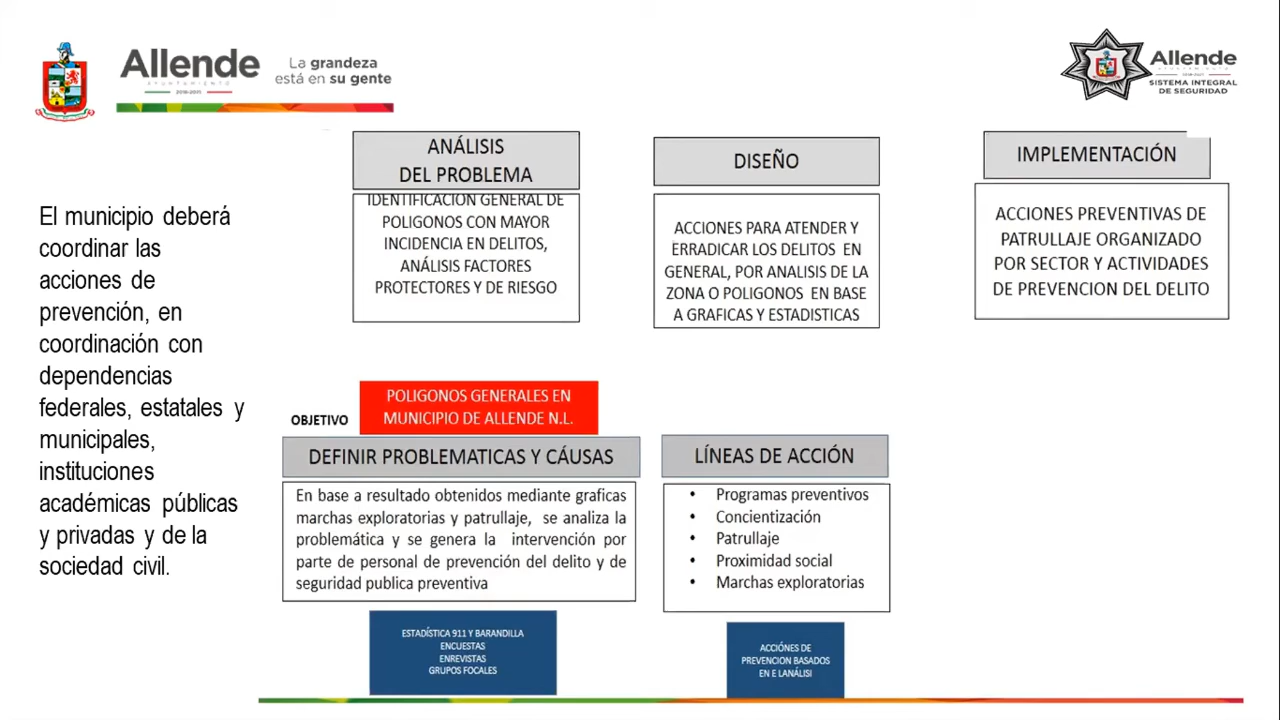 Allende
AYUNTAMIENTO
La grandeza
está en su gente
Allende
SISTEMA INTEGRAL
DE SEGURIDAD
El municipio deberá
coordinar las
acciones de
prevención, en
coordinación con
dependencias
federales, estatales y
municipales,
instituciones
académicas públicas
y privadas y de la
sociedad civil.
ANÁLISIS
DEL PROBLEMA
IDENTIFICACION GENERAL DE
POLIGONOS CON MAYOR
INCIDENCIA EN DELITOS,
ANÁLISIS FACTORES
PROTECTORES Y DE RIESGO
DISEÑO
ACCIONES PARA ATENDER Y
ERRADICAR LOS DELITOS EN
GENERAL, POR ANALISIS DE LA
ZONA O POLIGONOS EN BASE
A GRAFICAS Y ESTADISTICAS
IMPLEMENTACIÓN
ACCIONES PREVENTIVAS DE
PATRULLAJE ORGANIZADO
POR SECTOR Y ACTIVIDADES
DE PREVENCION DEL DELITO
OBJETIVO
POLIGONOS GENERALES EN
MUNICIPIO DE ALLENDE N.L.
DEFINIR PROBLEMATICAS Y CÁUSAS
En base a resultado obtenidos mediante graficas
marchas exploratorias y patrullaje, se analiza la
problemática y se genera la intervención por
parte de personal de prevención del delito y de
seguridad publica preventiva
ESTADÍSTICA 911 Y BARANDILLA
ENCUESTAS
ENREVISTAS
GRUPOS FOCALES
LÍNEAS DE ACCIÓN
• Programas preventivos
• Concientización
• Patrullaje
• Proximidad social
• Marchas exploratorias
ACCIÓNES DE
PREVENCION BASADOS
EN E LANÁLISI